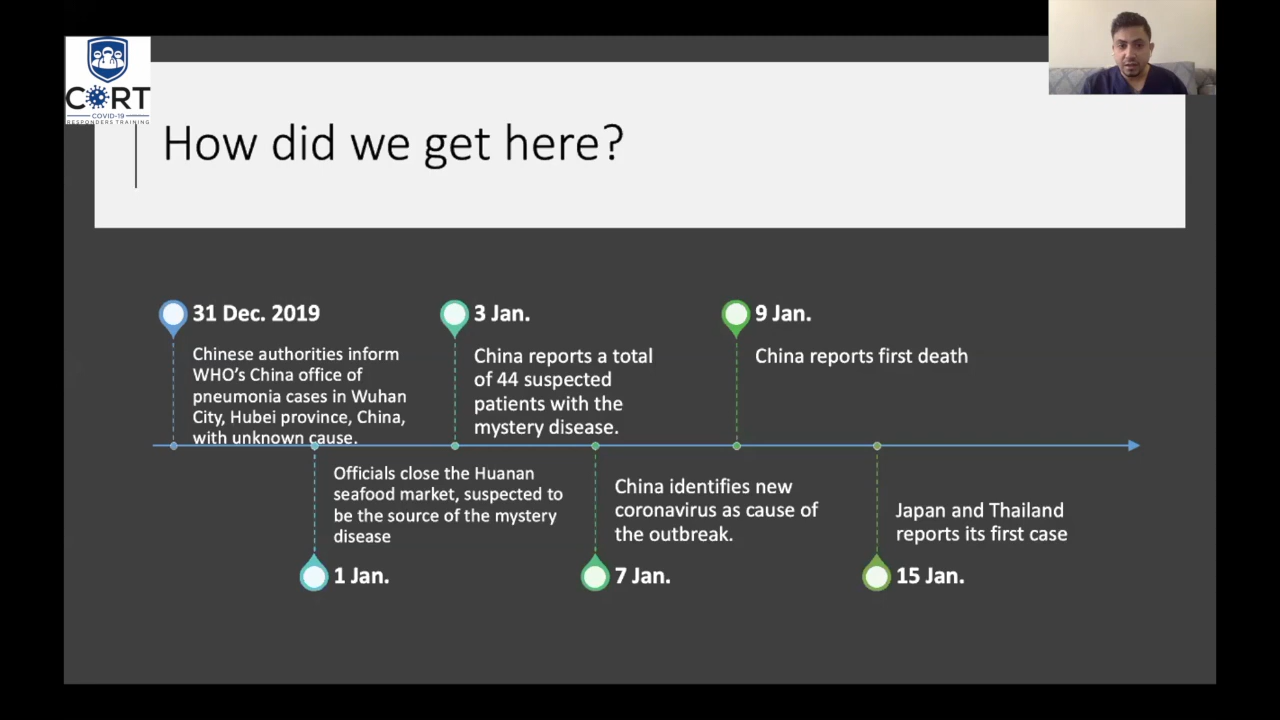 CORT
COVID-19
RESPONDERS TRAINING
How did we get here?
31 Dec. 2019
Chinese authorities inform
WHO's China office of
pneumonia cases in Wuhan
City, Hubei province, China,
with unknown cause.
Officials close the Huanan
seafood market, suspected to
be the source of the mystery
disease
1 Jan.
3 Jan.
China reports a total
of 44 suspected
patients with the
mystery disease.
China identifies new
coronavirus as cause of
the outbreak.
7 Jan.
9 Jan.
China reports first death
Japan and Thailand
reports its first case
15 Jan.